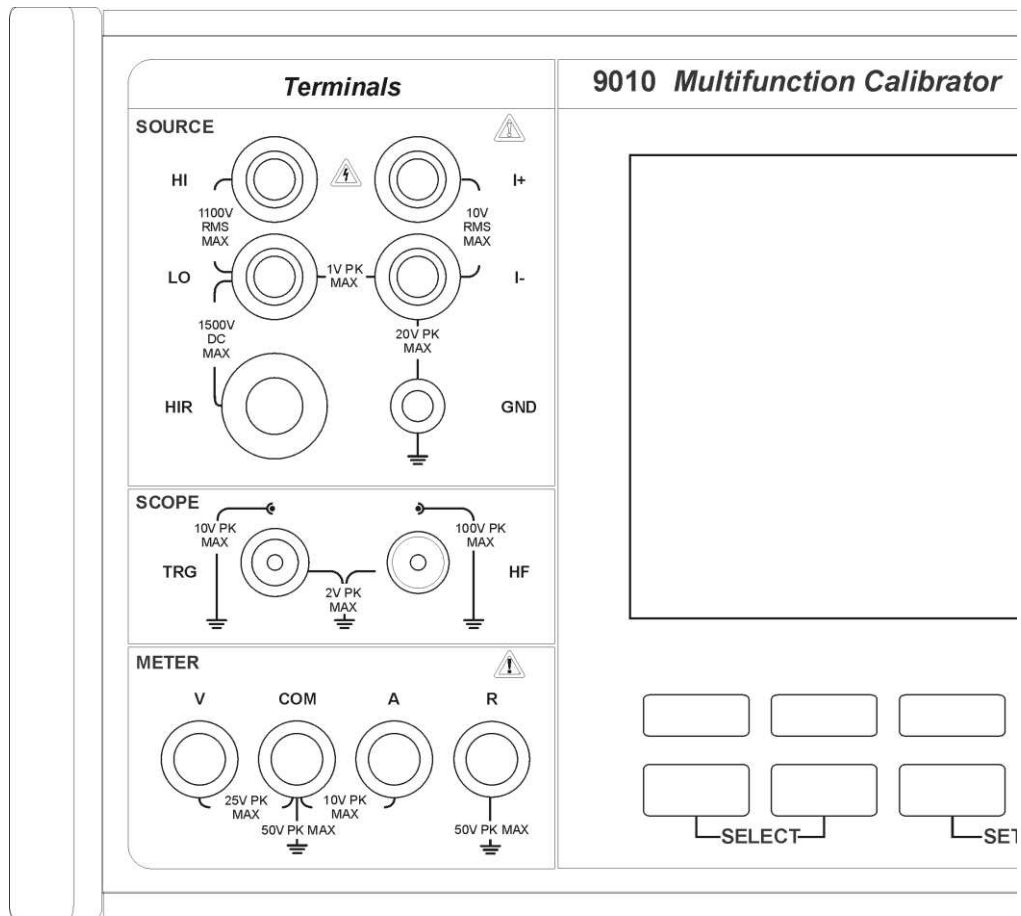 Terminals
9010 Multifunction Calibrator
SOURCE
HI
I+
1100V
RMS
MAX
10V
RMS
MAX
LO
1V PK
MAX
I-
1500V
DC
MAX
20V PK
MAX
HIR
GND
SCOPE
10V PK
MAX
100V PK
MAX
TRG
HF
2V PK
MAX
METER
V
COM
A
R
25V PK
MAX
10V PK
MAX
50V PK MAX
50V PK MAX
SELECT
SET